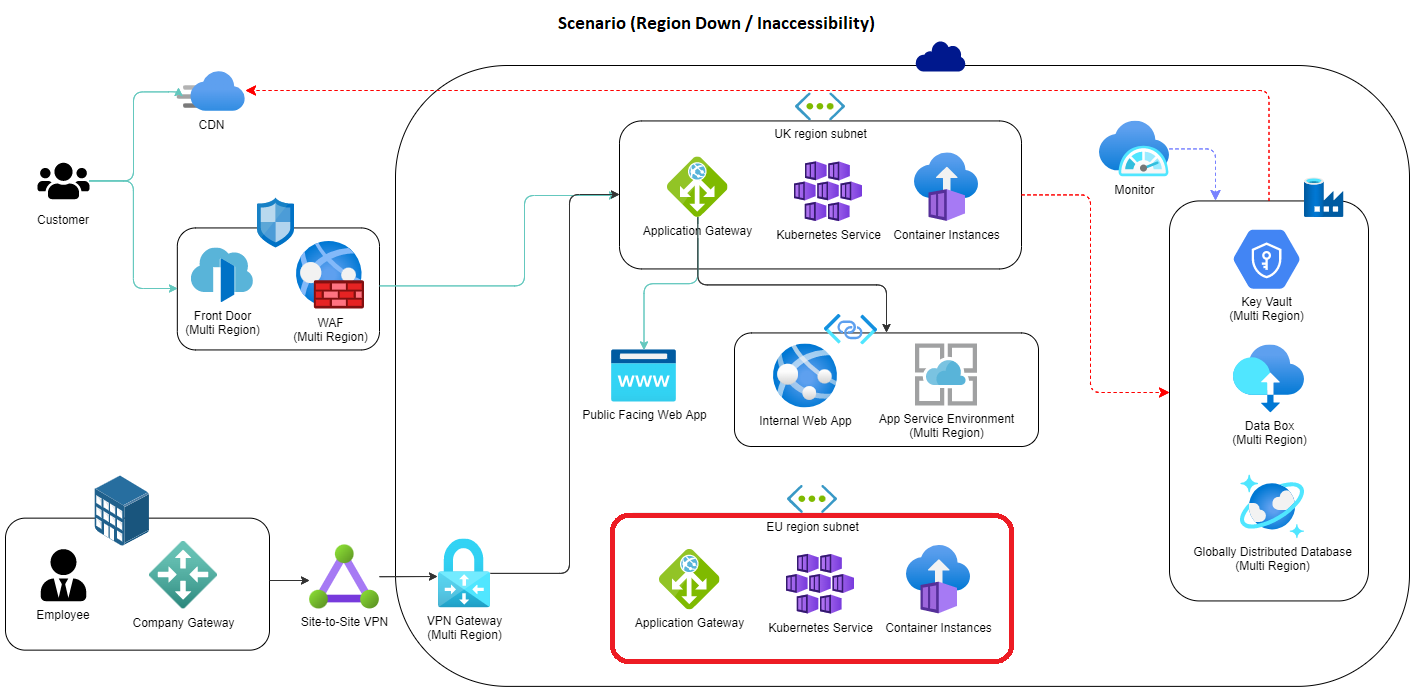 Scenario (Region Down / Inaccessibility)
CDN
Customer
Front Door
(Multi Region)
WAF
(Multi Region)
UK region subnet
Application Gateway
Kubernetes Service
Container Instances
Monitor
Key Vault
(Multi Region)
Data Box
(Multi Region)
Globally Distributed Database
(Multi Region)
WWW
Public Facing Web App
Internal Web App
App Service Environment
(Multi Region)
EU region subnet
Application Gateway
Kubernetes Service
Container Instances
Employee
Company Gateway
Site-to-Site VPN
VPN Gateway
(Multi Region)